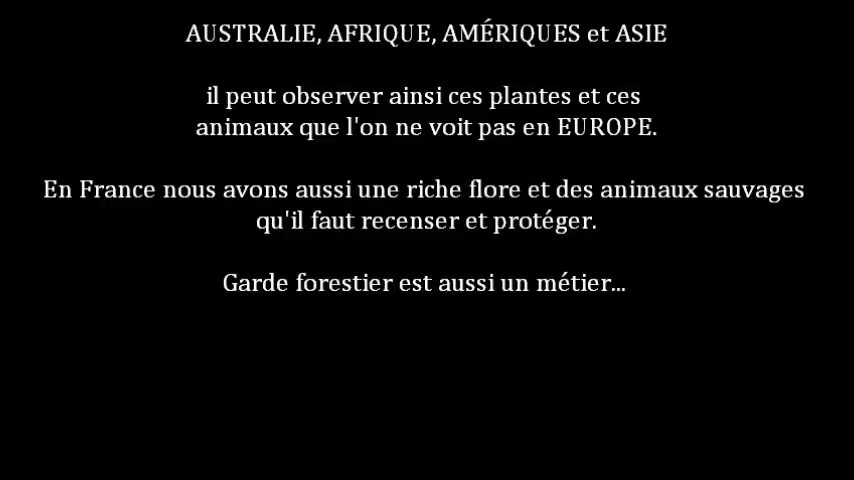 AUSTRALIE, AFRIQUE, AMÉRIQUES et ASIE
il peut observer ainsi ces plantes et ces
animaux que l'on ne voit pas en EUROPE.
En France nous avons aussi une riche flore et des animaux sauvages
qu'il faut recenser et protéger.
Garde forestier est aussi un métier...